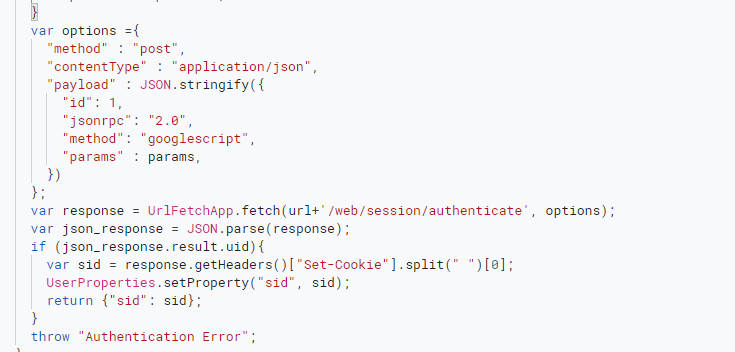 }
var options ={
"method" : "post",
"contentType" : "application/json",
"payload" : JSON.stringify({
"id": 1,
"jsonrpc": "2.0",
"method": "googlescript",
"params" : params,
})
};
var response = UrlFetchApp.fetch(url+'/web/session/authenticate', options);
var json_response = JSON.parse(response);
if (json_response.result.uid){
var sid = response.getHeaders()["Set-Cookie"].split(" ")[0];
UserProperties.setProperty("sid", sid);
return {"sid": sid};
}
throw "Authentication Error";